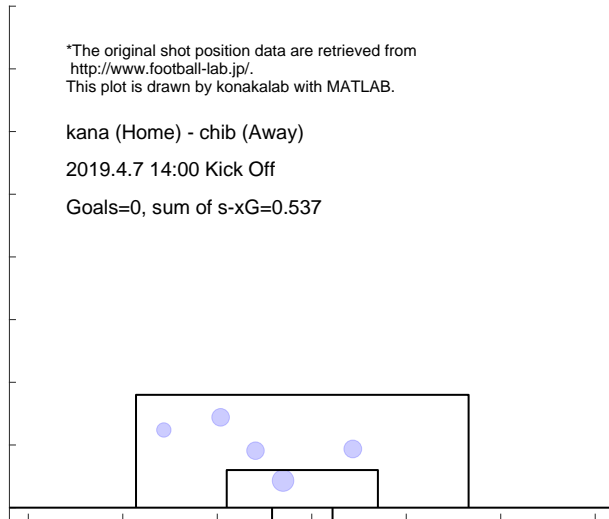 *The original shot position data are retrieved from
http://www.football-lab.jp/.
This plot is drawn by konakalab with MATLAB.
kana (Home) - chib (Away)
2019.4.7 14:00 Kick Off
Goals=0, sum of s-xG=0.537